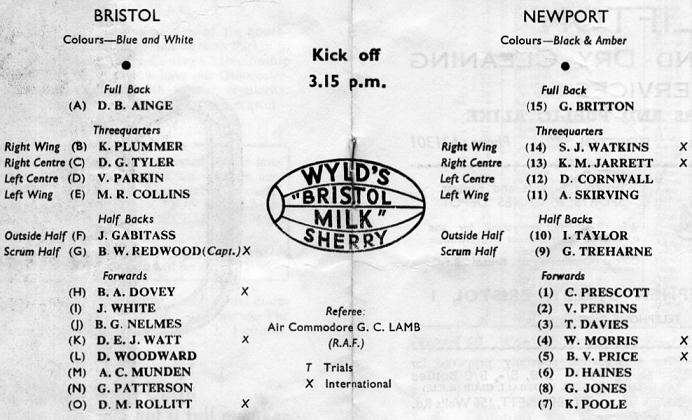 BRISTOL
Colours—Blue and White
Full Back
(A) D. B. AINGE
Threequarters
Right Wing (B) K. PLUMMER
Right Centre (C) D. G. TYLER
Left Centre (D) V. PARKIN
Left Wing (E) M. R. COLLINS
Half Backs
Outside Half (F) J. GABITASS
Scrum Half (G) B. W. REDWOOD (Capt.) X
Forwards
(H) B. A. DOVEY X
(I) J. WHITE
(J) B. G. NELMES
(K) D. E. J. WATT X
(L) D. WOODWARD
(M) A. C. MUNDEN
(N) G. PATTERSON
(O) D. M. ROLLITT X
Kick off
3.15 p.m.
WYLD'S
"BRISTOL
MILK"
SHERRY
Referee:
Air Commodore G. C. LAMB
(R.A.F.)
T Trials
X International
NEWPORT
Colours—Black & Amber
Full Back
(15) G. BRITTON
Threequarters
Right Wing (14) S. J. WATKINS X
Right Centre (13) K. M. JARRETT X
Left Centre (12) D. CORNWALL
Left Wing (11) A. SKIRVING
Half Backs
Outside Half (10) I. TAYLOR
Scrum Half (9) G. TREHARNE
Forwards
(1) C. PRESCOTT
(2) V. PERRINS
(3) T. DAVIES
(4) W. MORRIS X
(5) B. V. PRICE X
(6) D. HAINES
(8) G. JONES
(7) K. POOLE